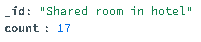 _id: "Shared room in hotel"
count : 17